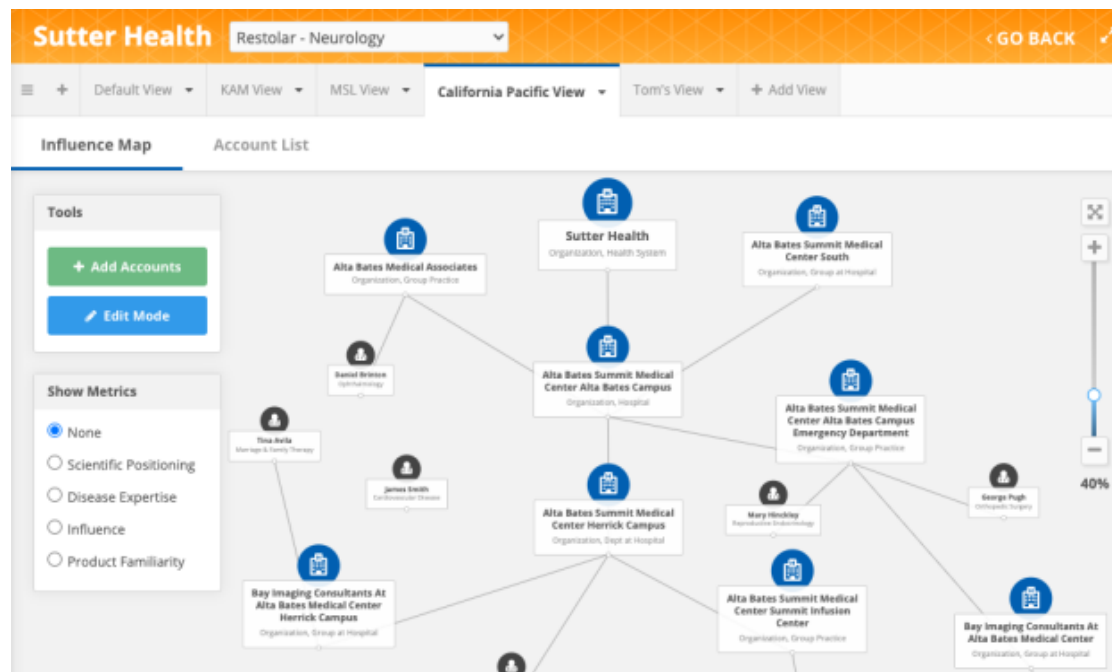 Sutter Health
Restolar - Neurology
GO BACK
Default View
KAM View
MSL View
California Pacific View
Tom's View
+ Add View
Influence Map
Account List
Tools
+ Add Accounts
Edit Mode
Show Metrics
None
Scientific Positioning
Disease Expertise
Influence
Product Familiarity
Sutter Health
Organization, Health System
Alta Bates Medical Associates
Organization, Group Practice
Alta Bates Summit Medical
Center South
Organization, Group at Hospital
Daniel Brinton
Ophthalmology
Alta Bates Summit Medical
Center Alta Bates Campus
Organization, Hospital
Alta Bates Summit Medical
Center Alta Bates Campus
Emergency Department
Organization, Group Practice
Tina Avila
Marriage & Family Therapy
James Smith
Cardiovascular Disease
Alta Bates Summit Medical
Center Herrick Campus
Organization, Dept at Hospital
Mary Hinckley
Reproductive Endocrinology
George Pugh
Orthopedic Surgery
40%
Bay Imaging Consultants At
Alta Bates Medical Center
Herrick Campus
Organization, Group at Hospital
Alta Bates Summit Medical
Center Summit Infusion
Center
Organization, Group Practice
Bay Imaging Consultants At
Alta Bates Medical Center
Organization, Group at Hospital